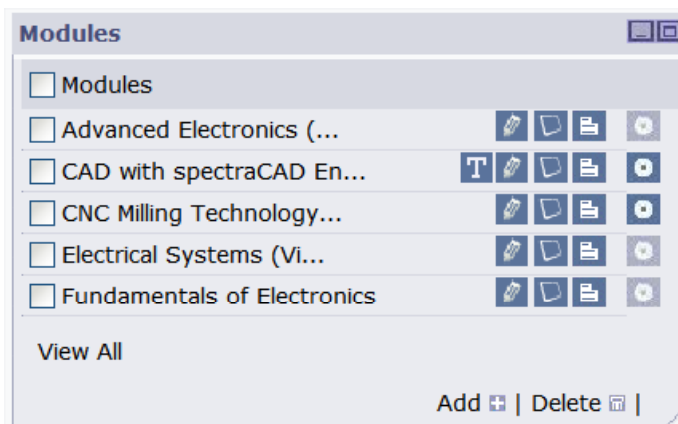 Modules
Modules
Advanced Electronics (...
CAD with spectraCAD En... T
CNC Milling Technology...
Electrical Systems (Vi...
Fundamentals of Electronics
View All
Add | Delete |